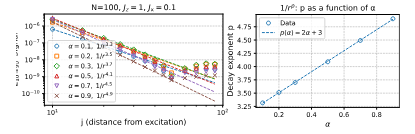 N=100, J_z = 1, J_x = 0.1
10^-6
10^-7
10^-8
10^-9
10^-10
α = 0.1, 1/r^3.2
α = 0.2, 1/r^3.5
α = 0.3, 1/r^3.7
α = 0.5, 1/r^4.1
α = 0.7, 1/r^4.5
α = 0.9, 1/r^4.9
10^1
10^2
j (distance from excitation)
1/r^p: p as a function of α
Decay exponent p
4.75
4.50
4.25
4.00
3.75
3.50
3.25
Data
p(α) = 2α + 3
0.2
0.4
0.6
0.8
α